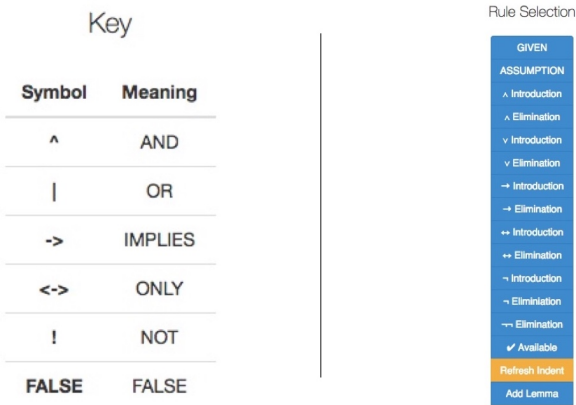 Key
Symbol Meaning
^ AND
| OR
-> IMPLIES
<-> ONLY
! NOT
FALSE FALSE
Rule Selection
GIVEN
ASSUMPTION
∧ Introduction
∧ Elimination
∨ Introduction
∨ Elimination
→ Introduction
→ Elimination
↔ Introduction
↔ Elimination
¬ Introduction
¬ Eliminiation
¬¬ Elimination
✔ Available
Refresh Indent
Add Lemma